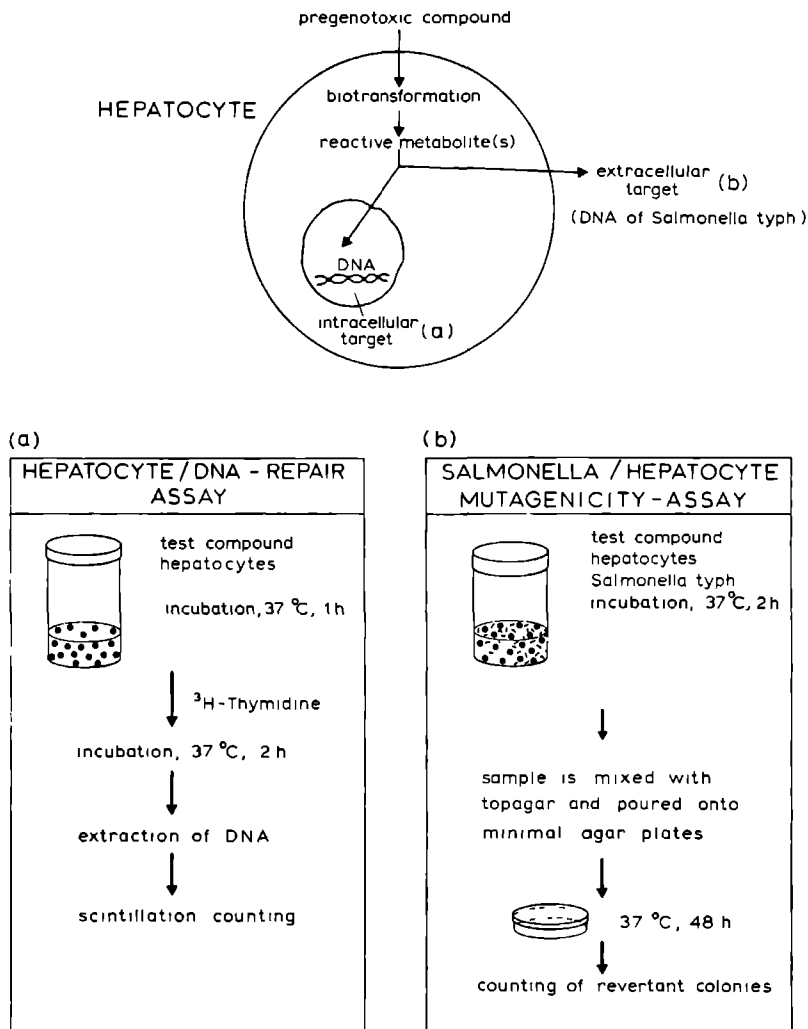 pregenotoxic compound
HEPATOCYTE
biotransformation
reactive metabolite(s)
extracellular
target (b)
(DNA of Salmonella typh)
DNA
intracellular
target (a)
(a)
HEPATOCYTE/DNA-REPAIR
ASSAY
test compound
hepatocytes
incubation, 37 °C, 1h
³H-Thymidine
incubation, 37 °C, 2 h
extraction of DNA
scintillation counting
(b)
SALMONELLA/HEPATOCYTE
MUTAGENICITY-ASSAY
test compound
hepatocytes
Salmonella typh
incubation, 37°C, 2h
sample is mixed with
topagar and poured onto
minimal agar plates
37 °C, 48 h
counting of revertant colonies